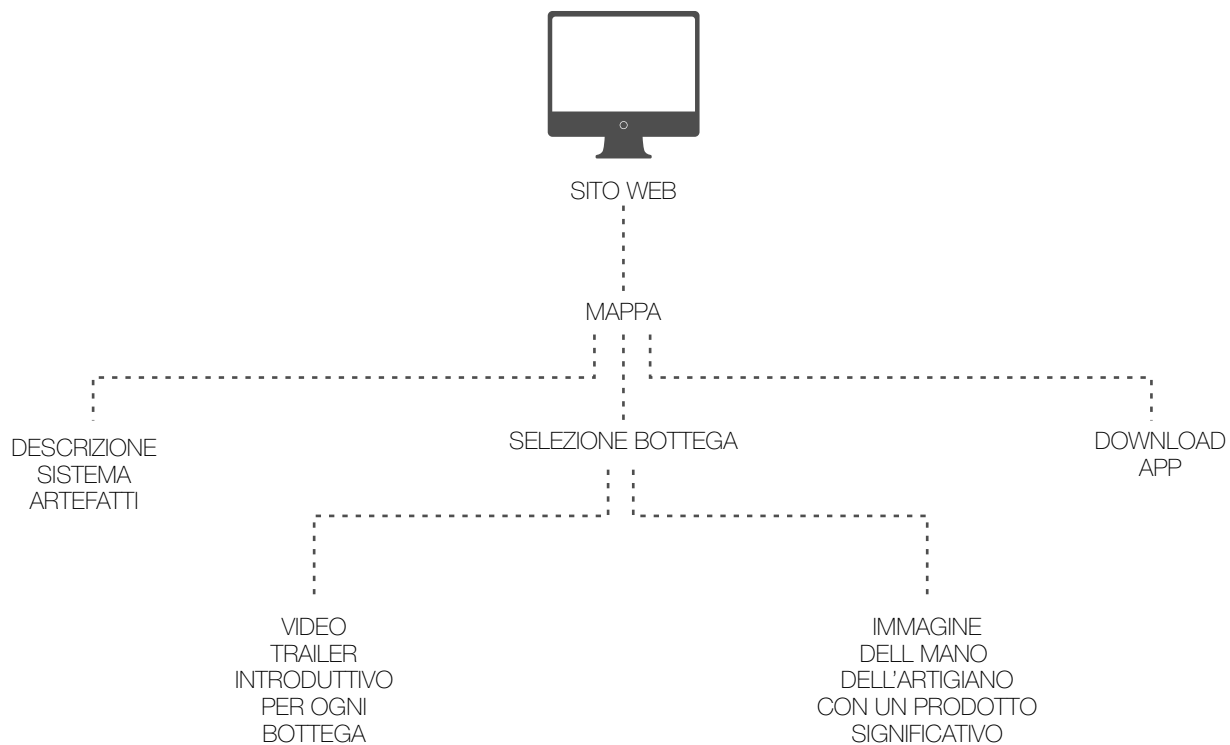 SITO WEB
MAPPA
DESCRIZIONE
SISTEMA
ARTEFATTI
SELEZIONE BOTTEGA
DOWNLOAD
APP
VIDEO
TRAILER
INTRODUTTIVO
PER OGNI
BOTTEGA
IMMAGINE
DELL MANO
DELL'ARTIGIANO
CON UN PRODOTTO
SIGNIFICATIVO